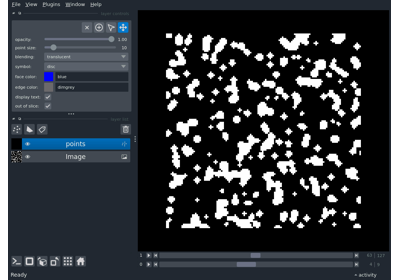 File View Plugins Window Help
opacity: 1.00
point size: 10
blending: translucent
symbol: disc
face color: blue
edge color: dimgrey
display text:
out of slice:
points
Image
Ready
activity